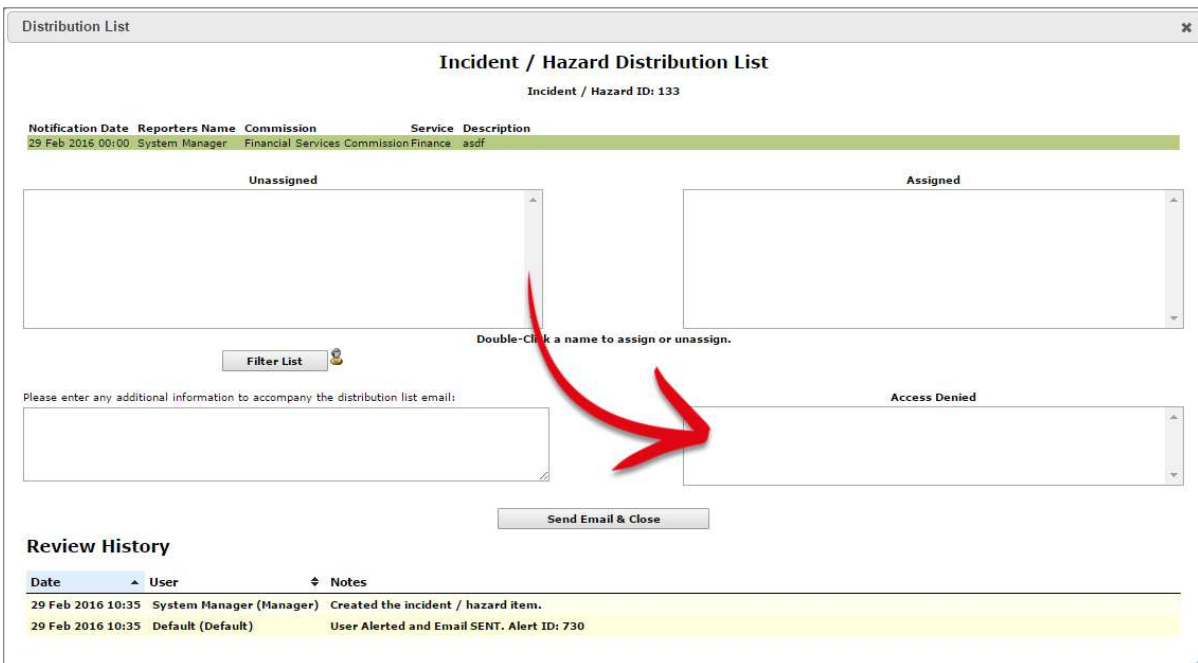 Distribution List
Incident / Hazard Distribution List
Incident / Hazard ID: 133
Notification Date Reporters Name Commission Service Description
29 Feb 2016 00:00 System Manager Financial Services Commission Finance asdf
Unassigned Assigned
Double-Click a name to assign or unassign.
Filter List
Please enter any additional information to accompany the distribution list email: Access Denied
Send Email & Close
Review History
Date User Notes
29 Feb 2016 10:35 System Manager (Manager) Created the incident / hazard item.
29 Feb 2016 10:35 Default (Default) User Alerted and Email SENT. Alert ID: 730